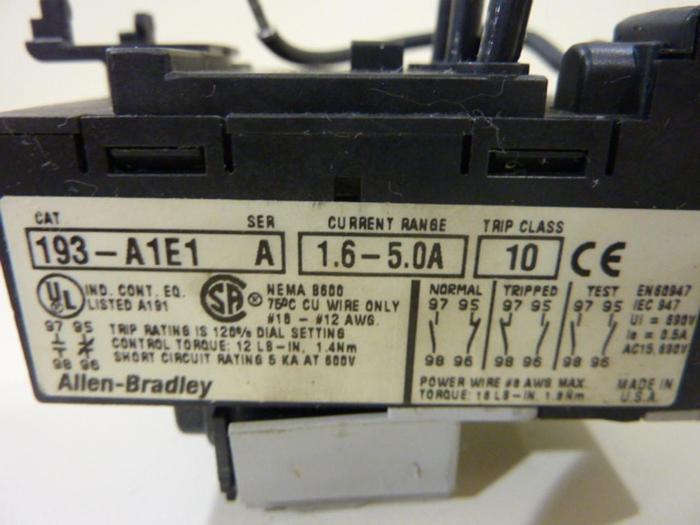 CAT SER CURRENT RANGE TRIP CLASS
193-A1E1 A 1.6-5.0A 10 CE
UL IND. CONT. EQ. LISTED A191
SA ® NEMA B600
75ºC CU WIRE ONLY
#18 - #12 AWG.
97 95
98 96
TRIP RATING IS 120% DIAL SETTING
CONTROL TORQUE: 12 LB-IN, 1.4Nm
SHORT CIRCUIT RATING 5 KA AT 600V
Allen-Bradley
NORMAL TRIPPED TEST
97 95 97 95 97 95
98 96 98 96 98 96
EN60947
IEC 947
Ui = 690V
Ie = 0.5A
AC15, 690V
POWER WIRE #8 AWG MAX.
TORQUE: 16 LB-IN, 1.8Nm
MADE IN
U.S.A.